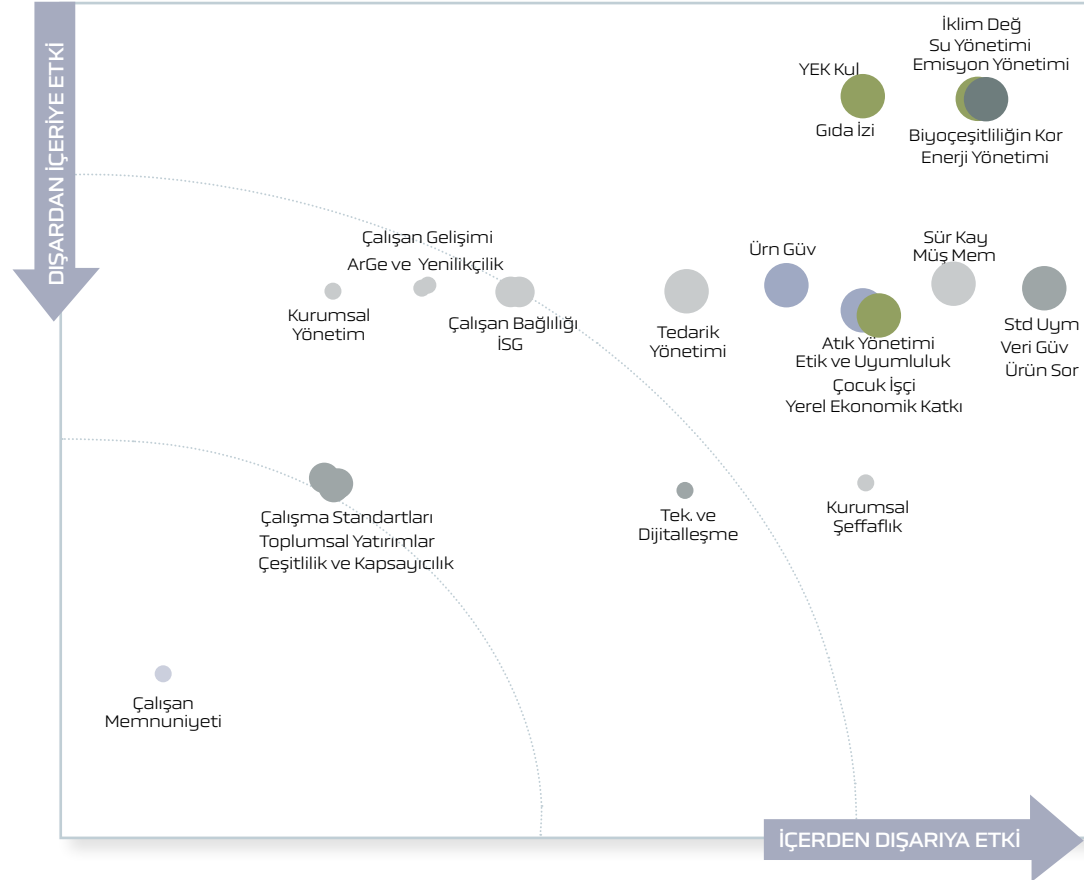 DIŞARDAN İÇERİYE ETKİ
İklim Değ
Su Yönetimi
Emisyon Yönetimi
YEK Kul
Gıda İzi
Biyoçeşitliliğin Kor
Enerji Yönetimi
Çalışan Gelişimi
ArGe ve Yenilikçilik
Kurumsal
Yönetim
Çalışan Bağlılığı
İSG
Tedarik
Yönetimi
Ürn Güv
Sür Kay
Müş Mem
Atık Yönetimi
Etik ve Uyumluluk
Çocuk İşçi
Yerel Ekonomik Katkı
Std Uym
Veri Güv
Ürün Sor
Çalışma Standartları
Toplumsal Yatırımlar
Çeşitlilik ve Kapsayıcılık
Tek. ve
Dijitalleşme
Kurumsal
Şeffaflık
Çalışan
Memnuniyeti
İÇERDEN DIŞARIYA ETKİ